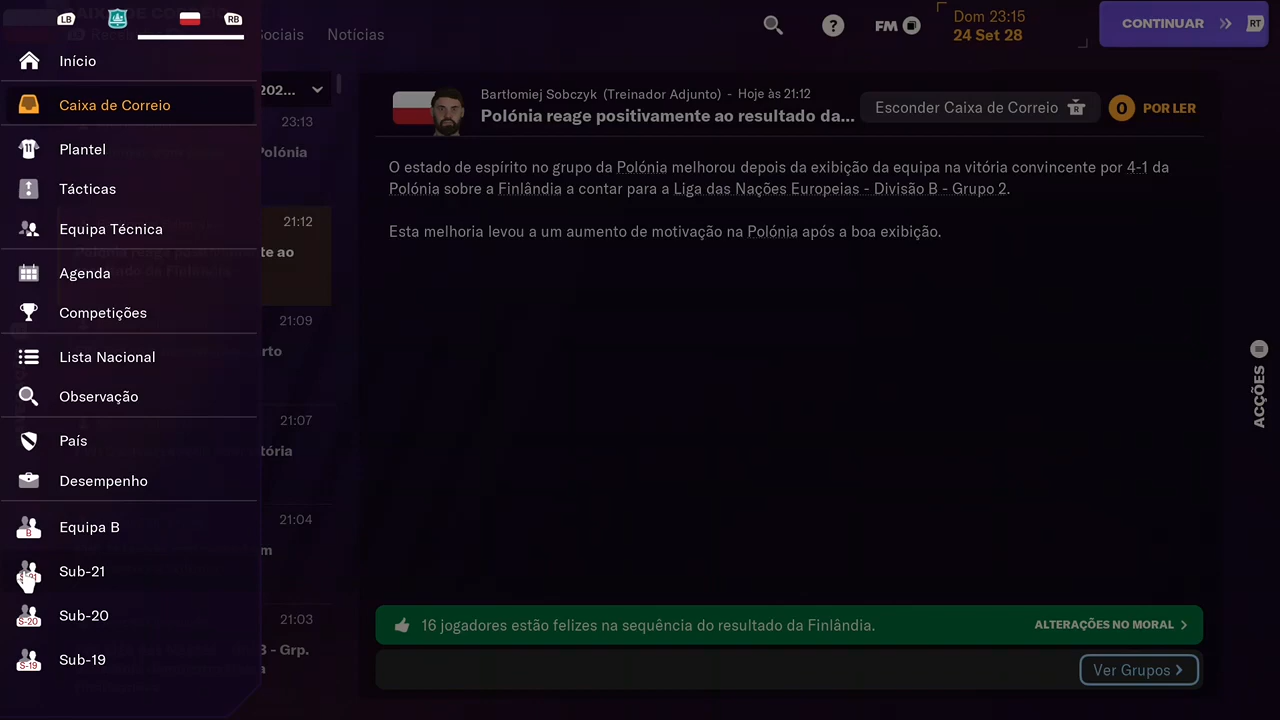 LB
RB
Início
Caixa de Correio
Plantel
Tácticas
Equipa Técnica
Agenda
Competições
Lista Nacional
Observação
País
Desempenho
Equipa B
Sub-21
Sub-20
Sub-19
Sociais
Notícias
FM
Dom 23:15
24 Set 28
CONTINUAR
RT
202...
23:13
Polónia
21:12
te ao
21:09
rto
21:07
tória
21:04
m
21:03
3 - Grp.
a
Bartłomiej Sobczyk (Treinador Adjunto) - Hoje às 21:12
Polónia reage positivamente ao resultado da...
Esconder Caixa de Correio
R
0 POR LER
O estado de espírito no grupo da Polónia melhorou depois da exibição da equipa na vitória convincente por 4-1 da
Polónia sobre a Finlândia a contar para a Liga das Nações Europeias - Divisão B - Grupo 2.
Esta melhoria levou a um aumento de motivação na Polónia após a boa exibição.
16 jogadores estão felizes na sequência do resultado da Finlândia.
ALTERAÇÕES NO MORAL
Ver Grupos
ACÇÕES